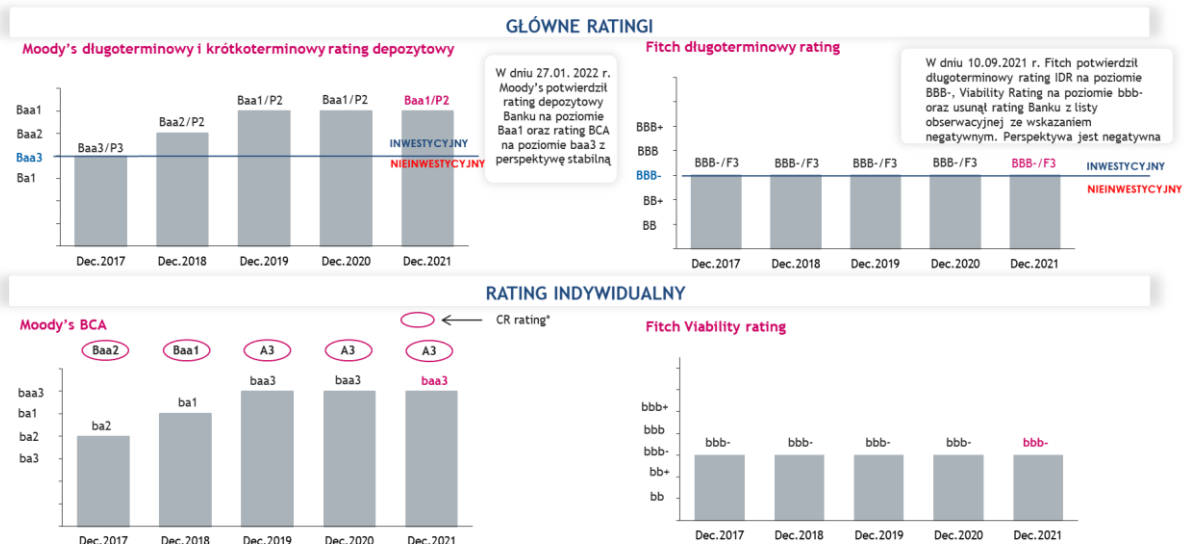 GŁÓWNE RATINGI
Moody's długoterminowy i krótkoterminowy rating depozytowy
Baa1
Baa2
Baa3
Ba1
Baa3/P3
Baa2/P2
Baa1/P2
Baa1/P2
Baa1/P2
INWESTYCYJNY
NIEINWESTYCYJNY
Dec.2017
Dec.2018
Dec.2019
Dec.2020
Dec.2021
W dniu 27.01. 2022 r.
Moody's potwierdził
rating depozytowy
Banku na poziomie
Baa1 oraz rating BCA
na poziomie baa3 z
perspektywę stabilną
Fitch długoterminowy rating
W dniu 10.09.2021 r. Fitch potwierdził
długoterminowy rating IDR na poziomie
BBB-, Viability Rating na poziomie bbb-
oraz usunął rating Banku z listy
obserwacyjnej ze wskazaniem
negatywnym. Perspektywa jest negatywna
BBB+
BBB
BBB-
BB+
BB
BBB-/F3
BBB-/F3
BBB-/F3
BBB-/F3
BBB-/F3
INWESTYCYJNY
NIEINWESTYCYJNY
Dec.2017
Dec.2018
Dec.2019
Dec.2020
Dec.2021
RATING INDYWIDUALNY
Moody's BCA
CR rating*
Baa2
Baa1
A3
A3
A3
baa3
ba1
ba2
ba3
ba2
ba1
baa3
baa3
baa3
Dec.2017
Dec.2018
Dec.2019
Dec.2020
Dec.2021
Fitch Viability rating
bbb+
bbb
bbb-
bb+
bb
bbb-
bbb-
bbb-
bbb-
bbb-
Dec.2017
Dec.2018
Dec.2019
Dec.2020
Dec.2021